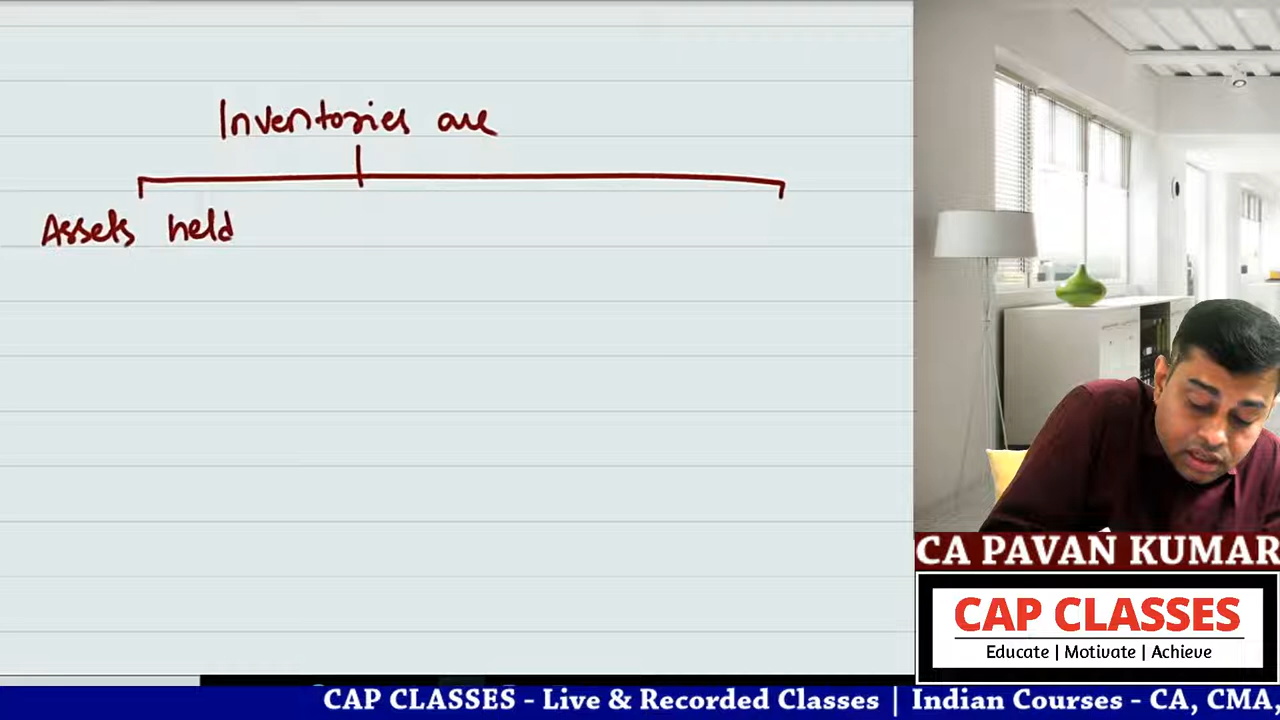 Inventories are
Assets held
CA PAVAN KUMAR
CAP CLASSES
Educate | Motivate | Achieve
CAP CLASSES - Live & Recorded Classes | Indian Courses - CA, CMA,